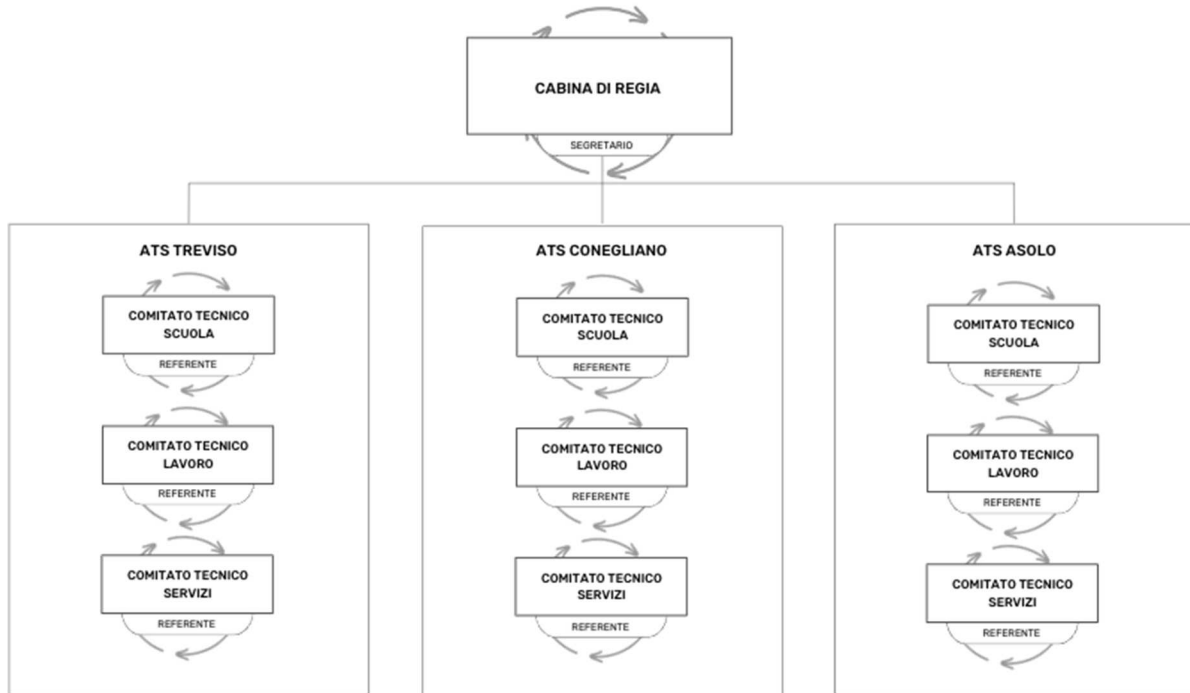 CABINA DI REGIA
SEGRETARIO
ATS TREVISO
COMITATO TECNICO
SCUOLA
REFERENTE
COMITATO TECNICO
LAVORO
REFERENTE
COMITATO TECNICO
SERVIZI
REFERENTE
ATS CONEGLIANO
COMITATO TECNICO
SCUOLA
REFERENTE
COMITATO TECNICO
LAVORO
REFERENTE
COMITATO TECNICO
SERVIZI
REFERENTE
ATS ASOLO
COMITATO TECNICO
SCUOLA
REFERENTE
COMITATO TECNICO
LAVORO
REFERENTE
COMITATO TECNICO
SERVIZI
REFERENTE